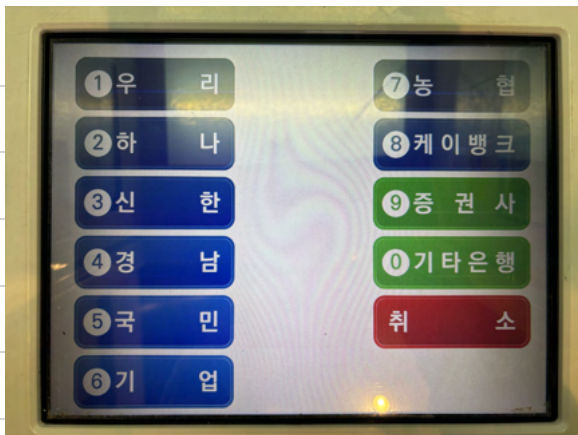 1 우리
2 하나
3 신한
4 경남
5 국민
6 기업
7 농협
8 케이뱅크
9 증권사
0 기타은행
취소